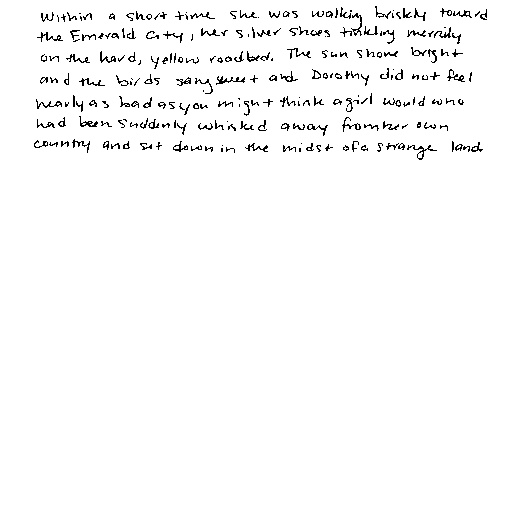 Within a short time she was walking briskly toward
the Emerald City, her silver shoes tinkling merrily
on the hard, yellow roadbed. The sun shone bright
and the birds sang sweet and Dorothy did not feel
nearly as bad as you might think a girl would who
had been suddenly whisked away from her own
country and set down in the midst of a strange land